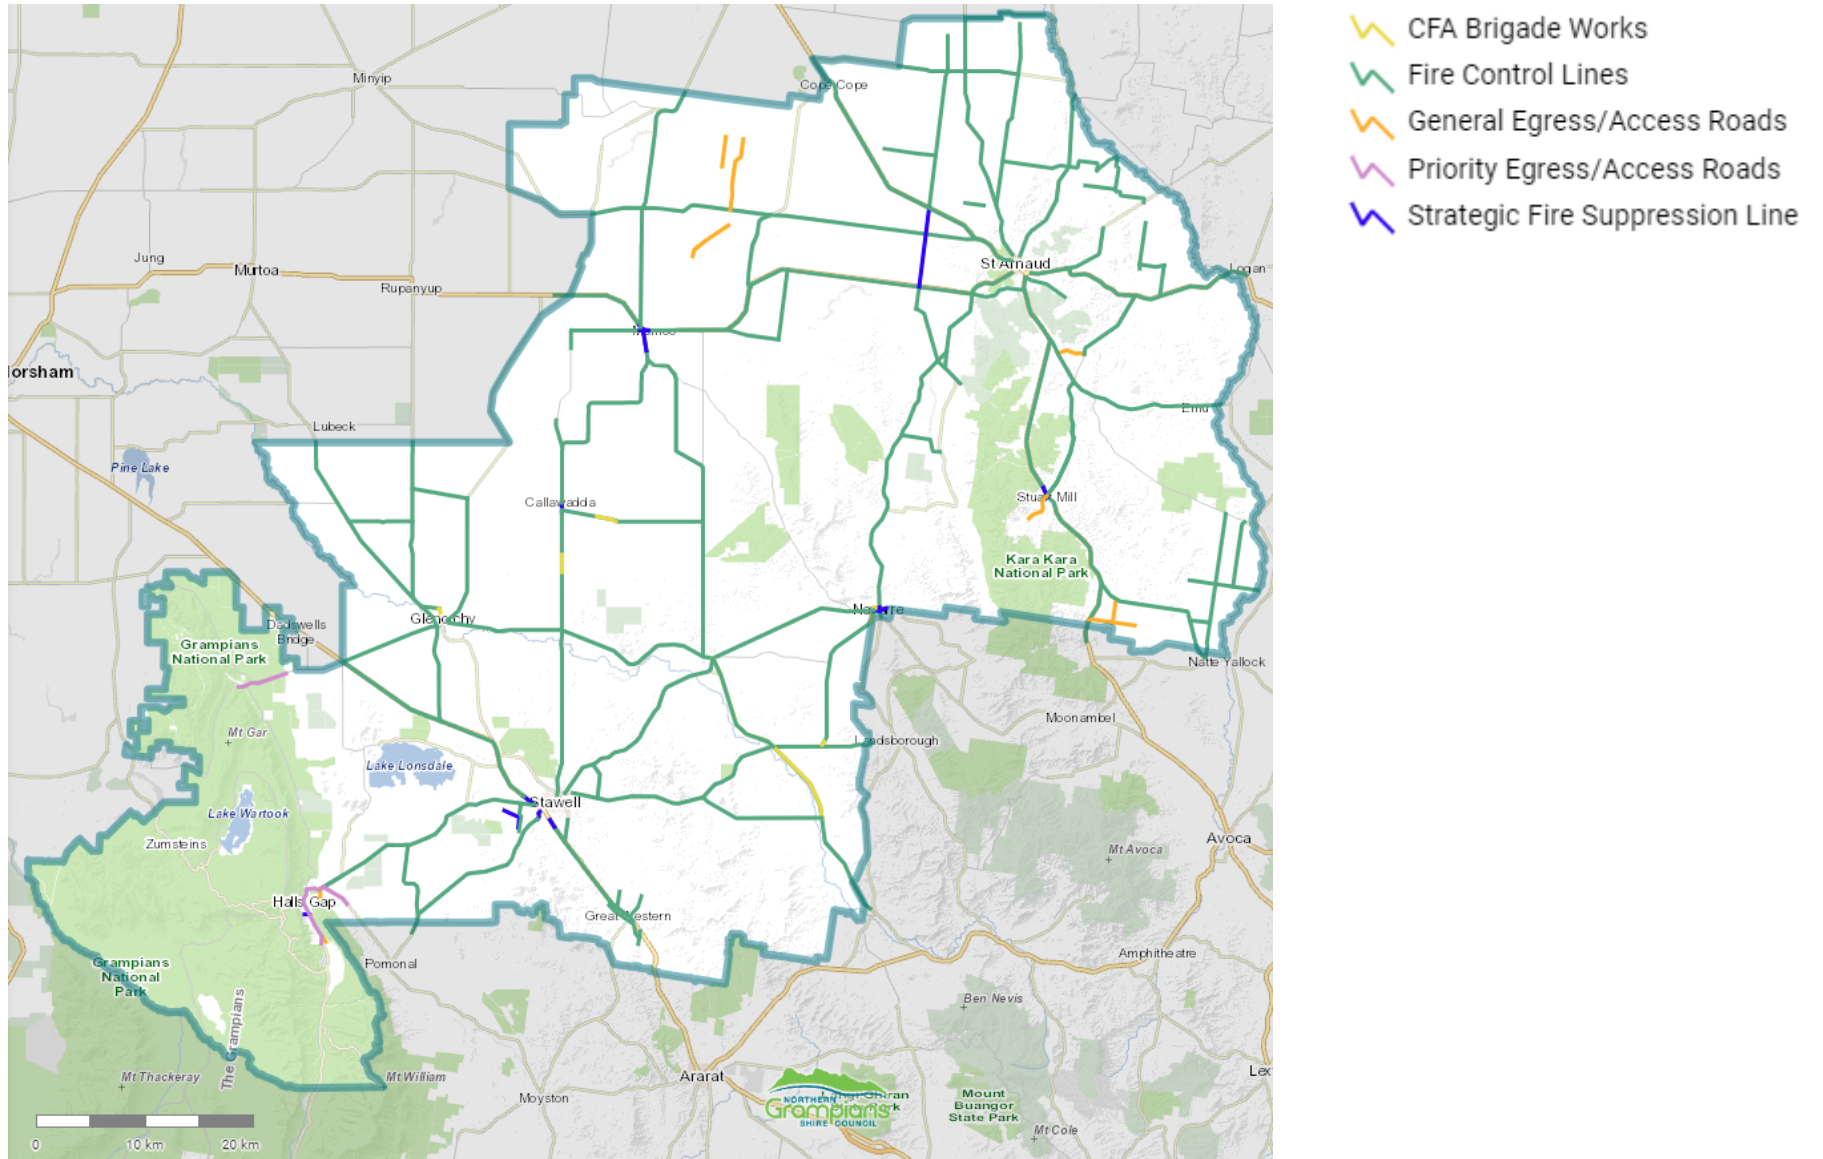 CFA Brigade Works
Fire Control Lines
General Egress/Access Roads
Priority Egress/Access Roads
Strategic Fire Suppression Line
Minyip
Cope Cope
Jung
Murtoa
Rupanyup
St Arnaud
Logan
Lubeck
Emu
Pine Lake
Callawadda
Stuart Mill
Kara Kara
National Park
Glenorchy
Dadswells
Bridge
Grampians
National Park
Natte Yallock
Mt Gar
Moonambel
Landsborough
Lake Lonsdale
Stawell
Lake Wartook
Zumsteins
Avoca
Mt Avoca
Halls Gap
Great Western
Pomonal
Amphitheatre
Grampians
National
Park
Ben Nevis
The Grampians
Mt Thackeray
Mt William
Ararat
Moyston
Mount
Buangor
State Park
Mt Cole
NORTHERN
Grampians
SHIRE COUNCIL
0
10 km
20 km